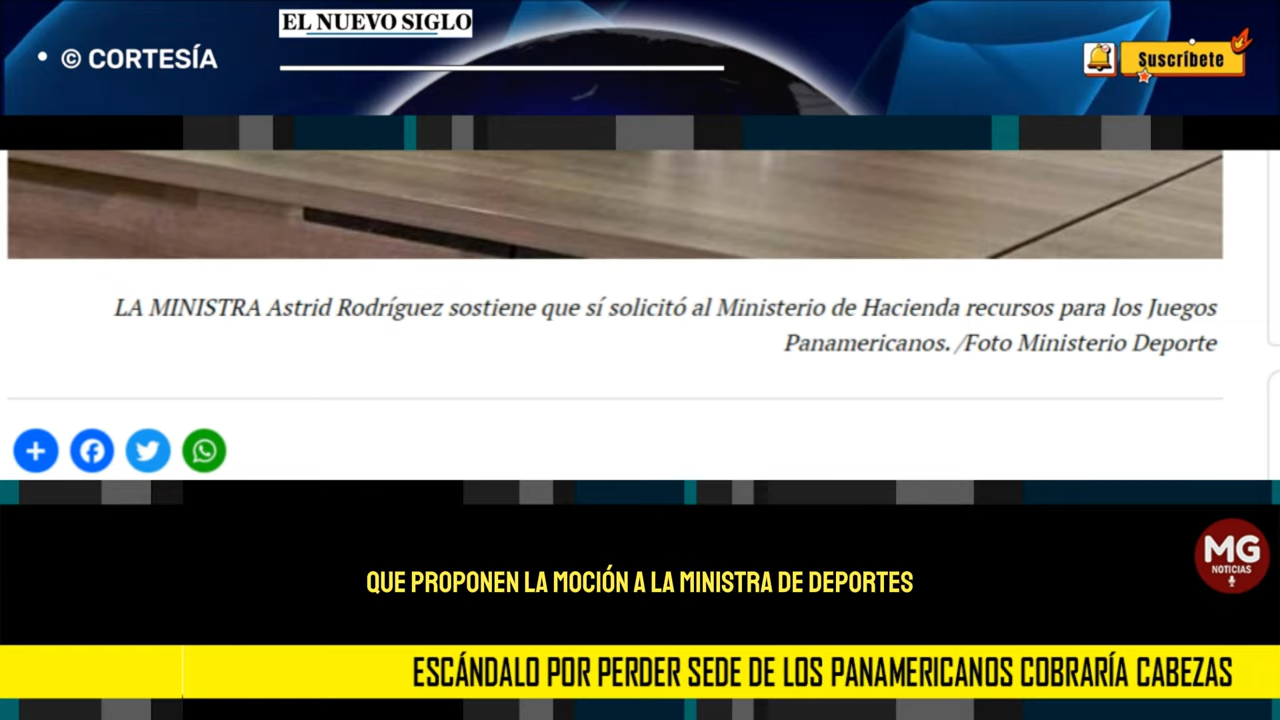 EL NUEVO SIGLO
• © CORTESÍA
Suscríbete
LA MINISTRA Astrid Rodríguez sostiene que sí solicitó al Ministerio de Hacienda recursos para los Juegos
Panamericanos. /Foto Ministerio Deporte
MG
NOTICIAS
QUE PROPONEN LA MOCIÓN A LA MINISTRA DE DEPORTES
ESCÁNDALO POR PERDER SEDE DE LOS PANAMERICANOS COBRARÍA CABEZAS